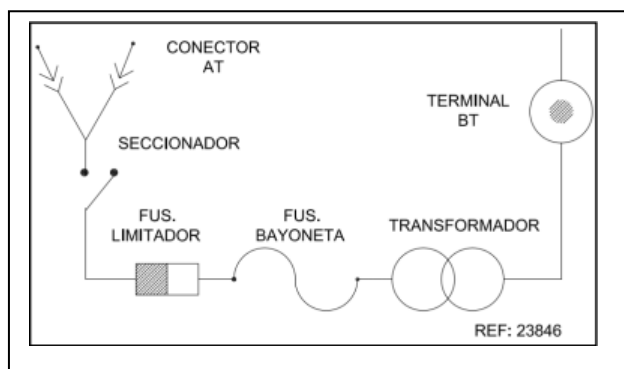 CONECTOR
AT
TERMINAL
BT
SECCIONADOR
FUS.
LIMITADOR
FUS.
BAYONETA
TRANSFORMADOR
REF: 23846